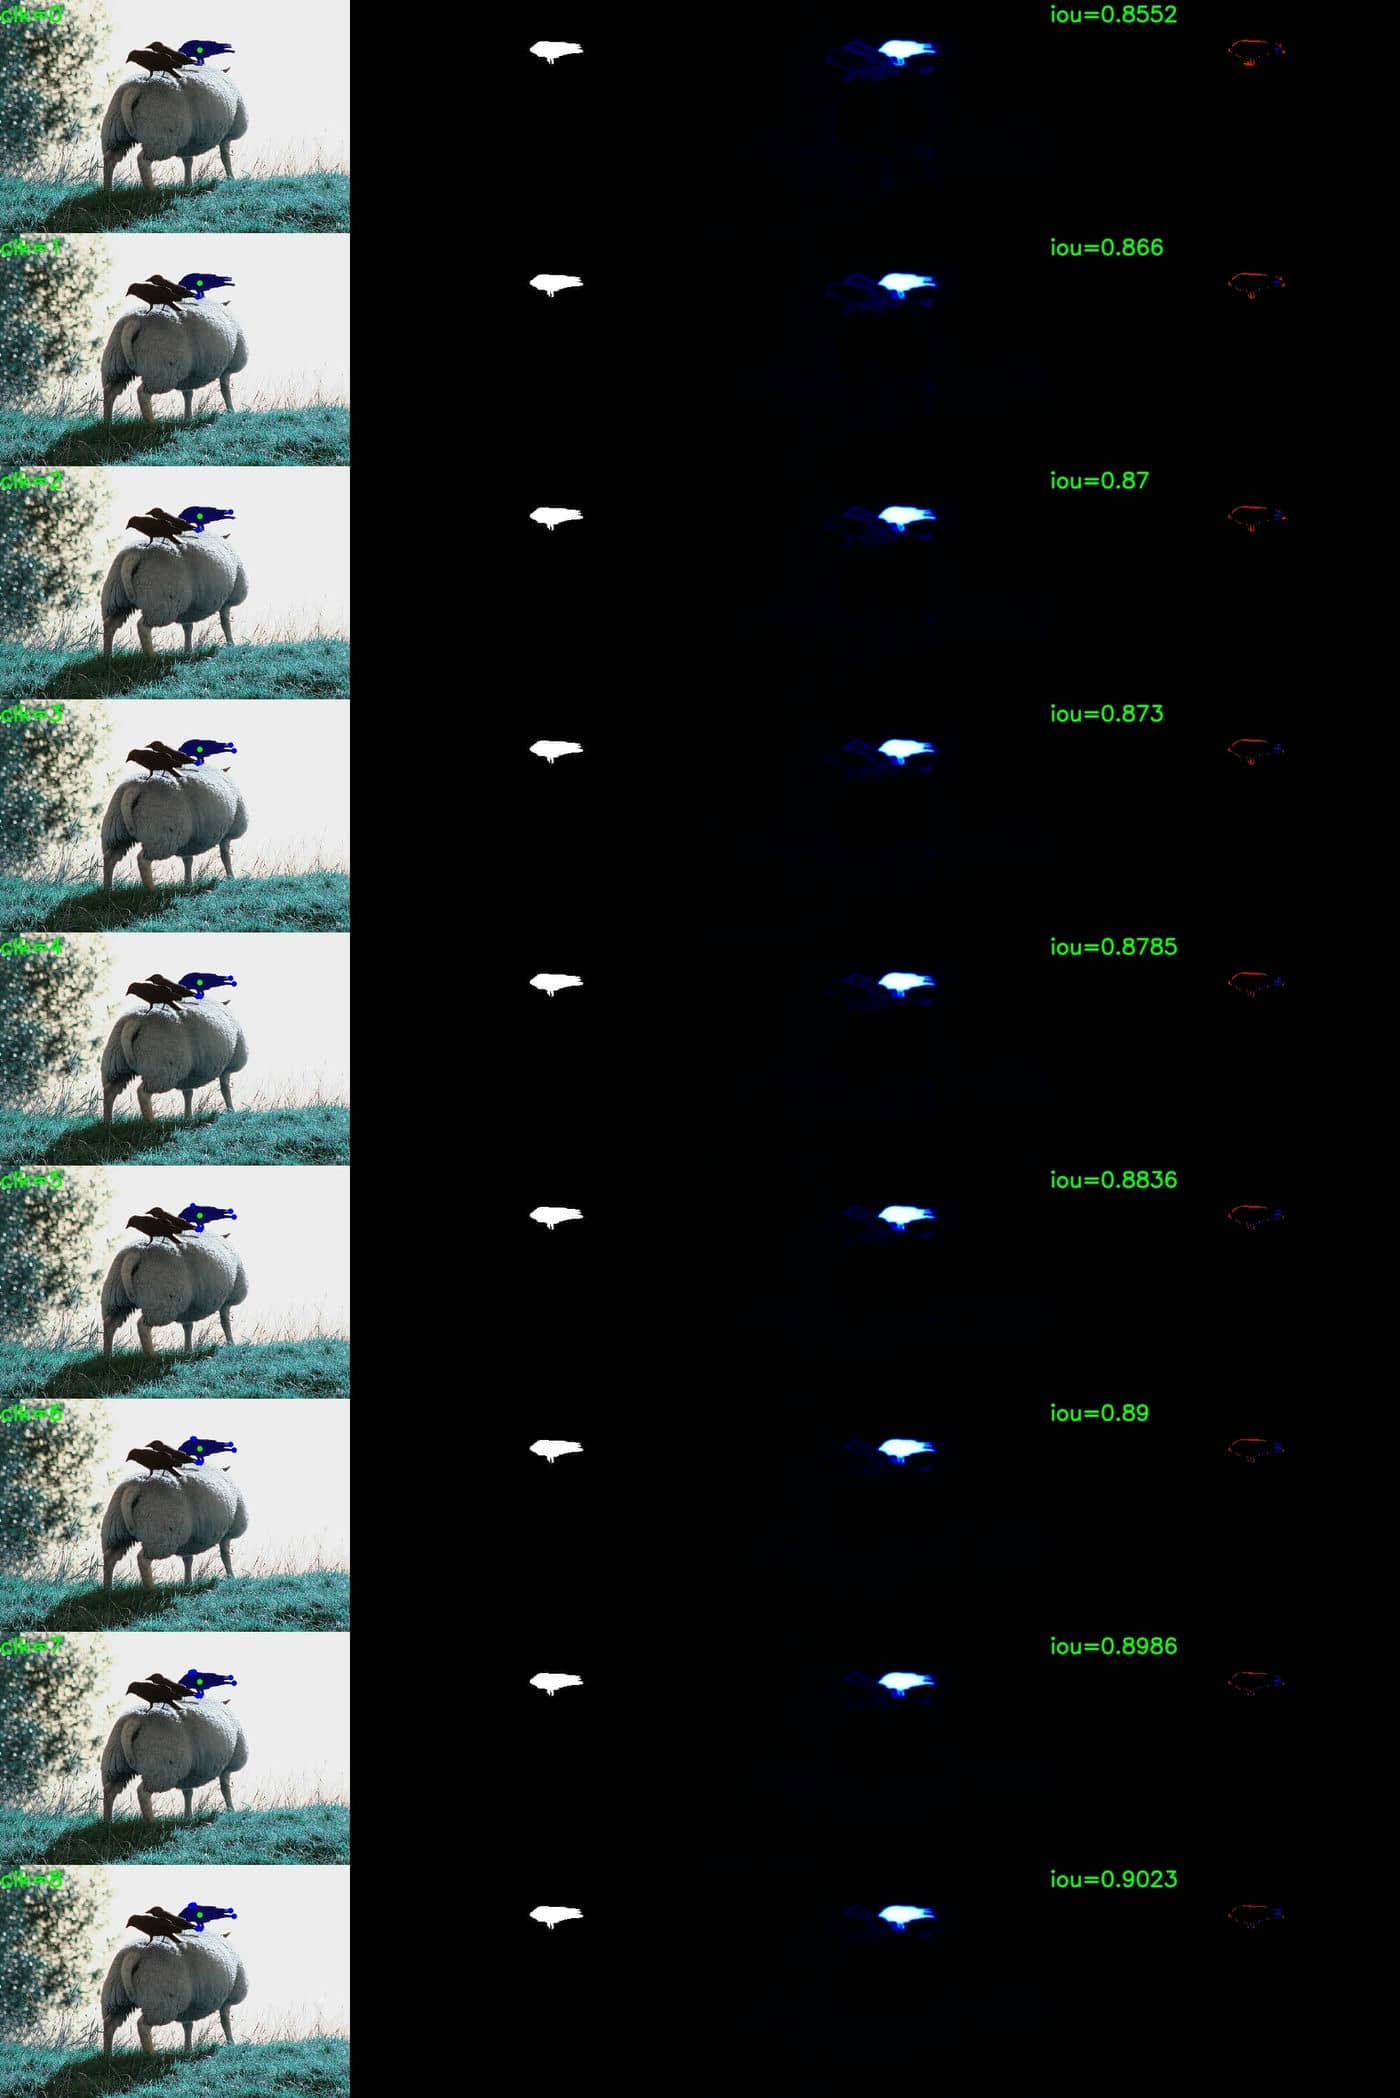 clk=0 iou=0.8552
clk=1 iou=0.866
clk=2 iou=0.87
clk=3 iou=0.873
clk=4 iou=0.8785
clk=5 iou=0.8836
clk=6 iou=0.89
clk=7 iou=0.8986
clk=8 iou=0.9023